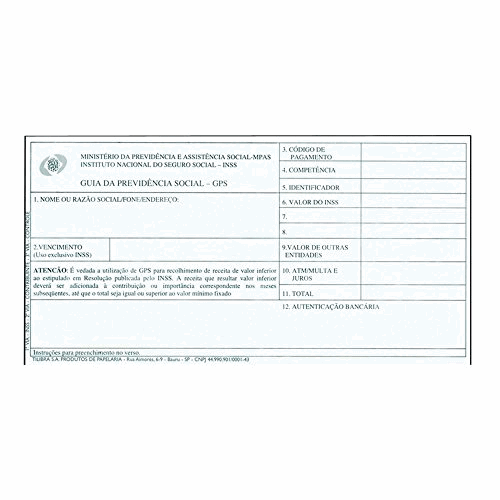 MINISTÉRIO DA PREVIDÊNCIA E ASSISTÊNCIA SOCIAL-MPAS
INSTITUTO NACIONAL DO SEGURO SOCIAL – INSS
GUIA DA PREVIDÊNCIA SOCIAL – GPS
1. NOME OU RAZÃO SOCIAL/FONE/ENDEREÇO:
2.VENCIMENTO
(Uso exclusivo INSS)
ATENÇÃO: É vedada a utilização de GPS para recolhimento de receita de valor inferior
ao estipulado em Resolução publicada pelo INSS. A receita que resultar valor inferior
deverá ser adicionada à contribuição ou importância correspondente nos meses
subseqüentes, até que o total seja igual ou superior ao valor mínimo fixado
3. CÓDIGO DE
PAGAMENTO
4. COMPETÊNCIA
5. IDENTIFICADOR
6. VALOR DO INSS
7.
8.
9.VALOR DE OUTRAS
ENTIDADES
10. ATM/MULTA E
JUROS
11. TOTAL
12. AUTENTICAÇÃO BANCÁRIA
Instruções para preenchimento no verso.
TILIBRA S.A. PRODUTOS DE PAPELARIA - Rua Aimorés, 6-9 - Bauru - SP - CNPJ 44.990.901/0001-43